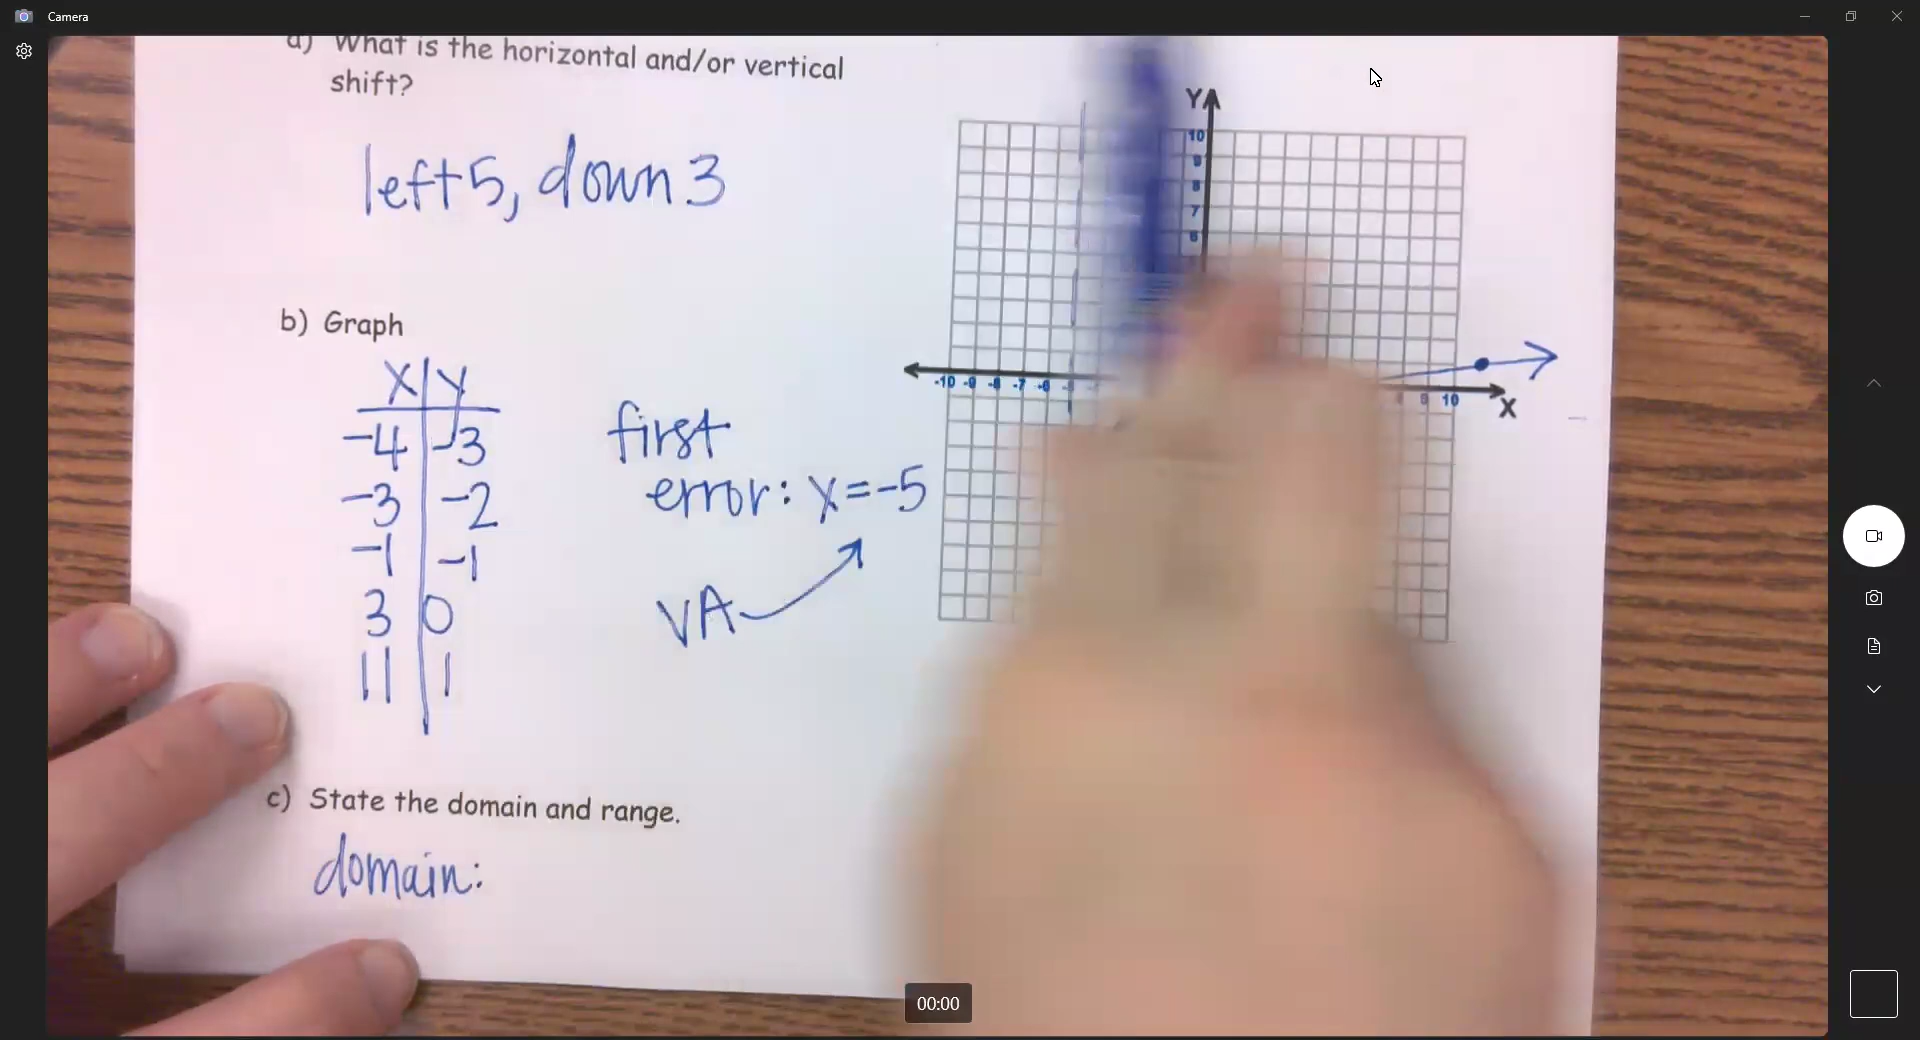 Camera
a) What is the horizontal and/or vertical
shift?
left 5, down 3
b) Graph
x y
-4 -3
-3 -2
-1 -1
3 0
11 1
first
error: x=-5
VA
c) State the domain and range.
domain:
Y
10
9
8
7
6
-10 -9 -8 -7 -6
9 10
X
00:00